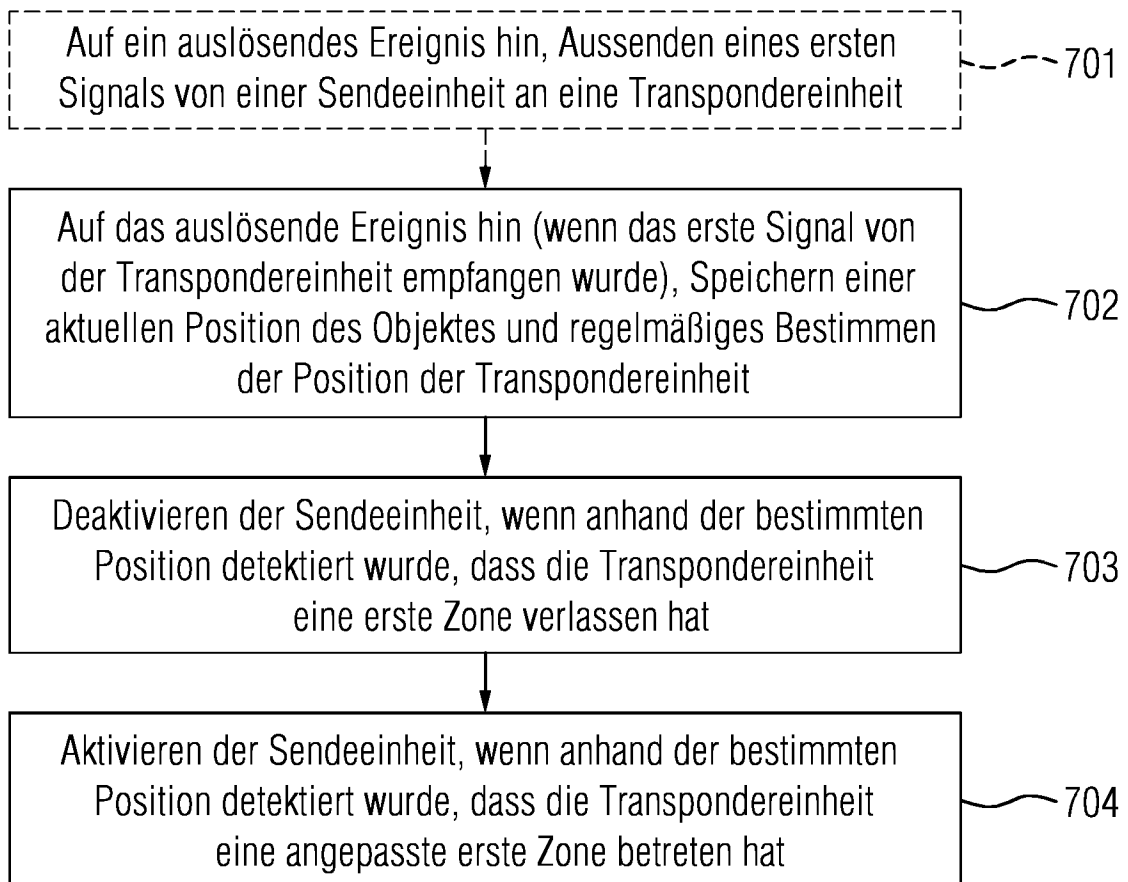 Auf ein auslösendes Ereignis hin, Aussenden eines ersten
Signals von einer Sendeeinheit an eine Transpondereinheit
701
Auf das auslösende Ereignis hin (wenn das erste Signal von
der Transpondereinheit empfangen wurde), Speichern einer
aktuellen Position des Objektes und regelmäßiges Bestimmen
der Position der Transpondereinheit
702
Deaktivieren der Sendeeinheit, wenn anhand der bestimmten
Position detektiert wurde, dass die Transpondereinheit
eine erste Zone verlassen hat
703
Aktivieren der Sendeeinheit, wenn anhand der bestimmten
Position detektiert wurde, dass die Transpondereinheit
eine angepasste erste Zone betreten hat
704